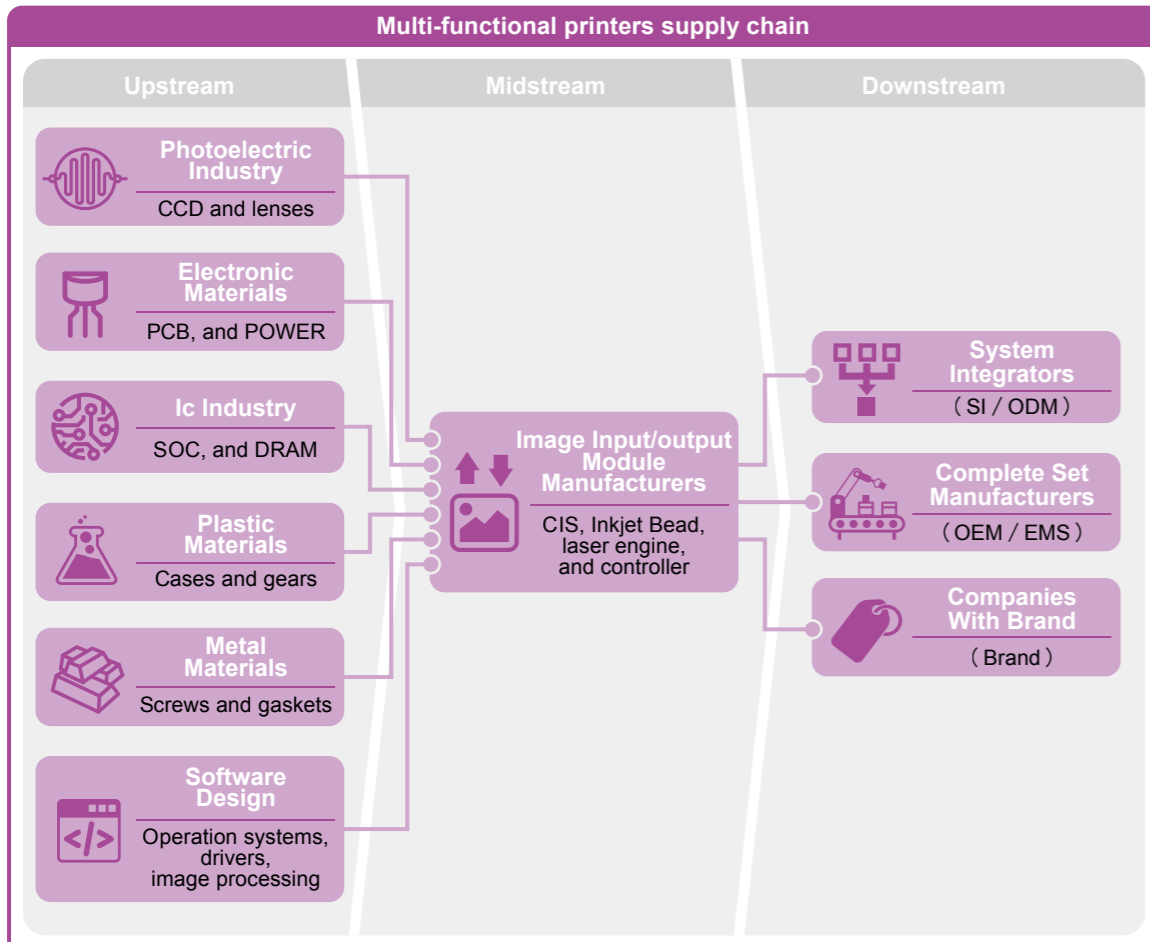 Multi-functional printers supply chain
Upstream
Midstream
Downstream
Photoelectric
Industry
CCD and lenses
Electronic
Materials
PCB, and POWER
Ic Industry
SOC, and DRAM
Plastic
Materials
Cases and gears
Metal
Materials
Screws and gaskets
Software
Design
</>
Operation systems,
drivers,
image processing
Image Input/output
Module
Manufacturers
CIS, Inkjet Bead,
laser engine,
and controller
System
Integrators
(SI / ODM)
Complete Set
Manufacturers
(OEM / EMS)
Companies
With Brand
(Brand)